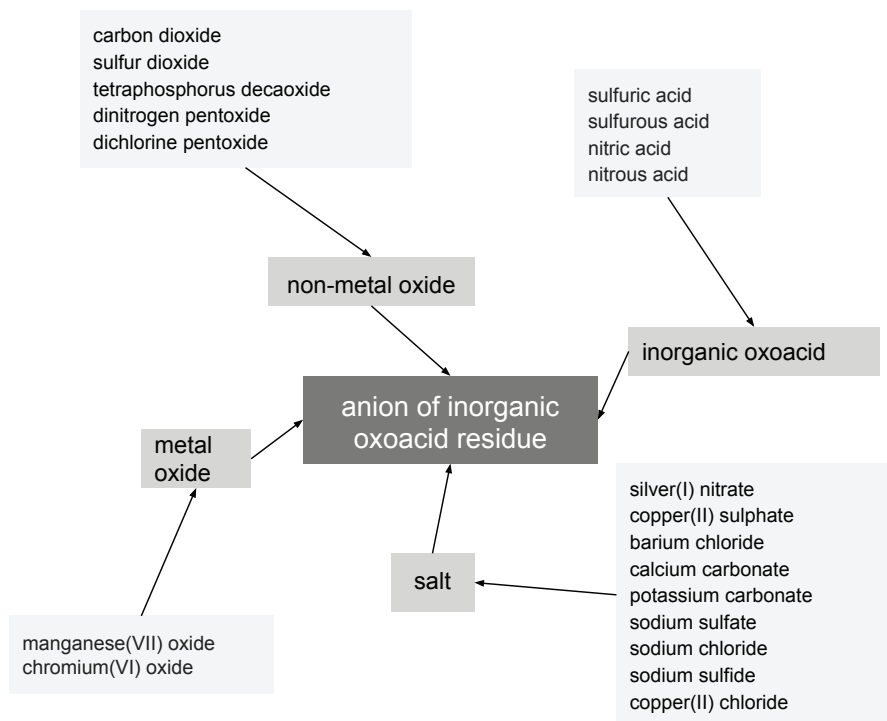 carbon dioxide
sulfur dioxide
tetraphosphorus decaoxide
dinitrogen pentoxide
dichlorine pentoxide
sulfuric acid
sulfurous acid
nitric acid
nitrous acid
non-metal oxide
inorganic oxoacid
anion of inorganic
oxoacid residue
metal
oxide
salt
silver(I) nitrate
copper(II) sulphate
barium chloride
calcium carbonate
potassium carbonate
sodium sulfate
sodium chloride
sodium sulfide
copper(II) chloride
manganese(VII) oxide
chromium(VI) oxide